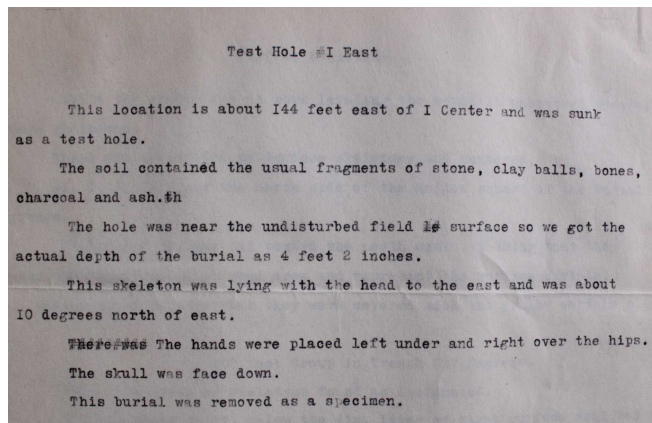 Test Hole #I East
This location is about I44 feet east of I Center and was sunk
as a test hole.
The soil contained the usual fragments of stone, clay balls, bones,
charcoal and ash.th
The hole was near the undisturbed field surface so we got the
actual depth of the burial as 4 feet 2 inches.
This skeleton was lying with the head to the east and was about
IO degrees north of east.
There was The hands were placed left under and right over the hips.
The skull was face down.
This burial was removed as a specimen.